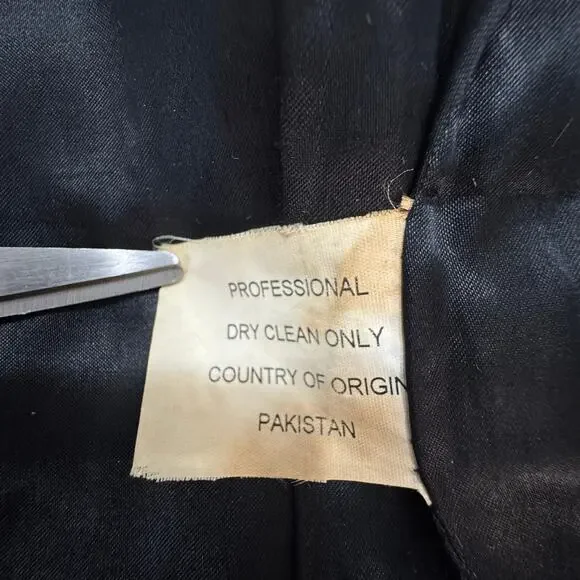 PROFESSIONAL
DRY CLEAN ONLY
COUNTRY OF ORIGIN
PAKISTAN